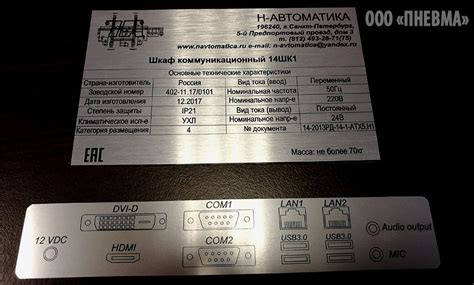 ООО «ПНЕВМА»
Н-АВТОМАТИКА
196240, г.Санкт-Петербург,
5-й Предпортовый проезд, дом 3
т. (812) 493-26-71(75)
www.navtomatica.ru e-mail: n-avtomatica@yandex.ru
Шкаф коммуникационный 14ШК1
Основные технические характеристики
Страна-изготовитель Россия Вид тока (ввод) Переменный
Заводской номер 402-11.17/0101 Номинальная частота 50Гц
Дата изготовления 12.2017 Номинальное напр-е 220В
Степень защиты IP21 Вид тока (вывод) Постоянный
Климатическое исп-е УХЛ Номинальное напр-е 24В
Категория размещения 4 № документа 14-2013РД-14-1-АТХ5.Н1
ЕАС Масса: не более 70кг
DVI-D COM1 LAN1 LAN2 Audio output
12 VDC HDMI COM2 USB3.0 USB3.0 MIC